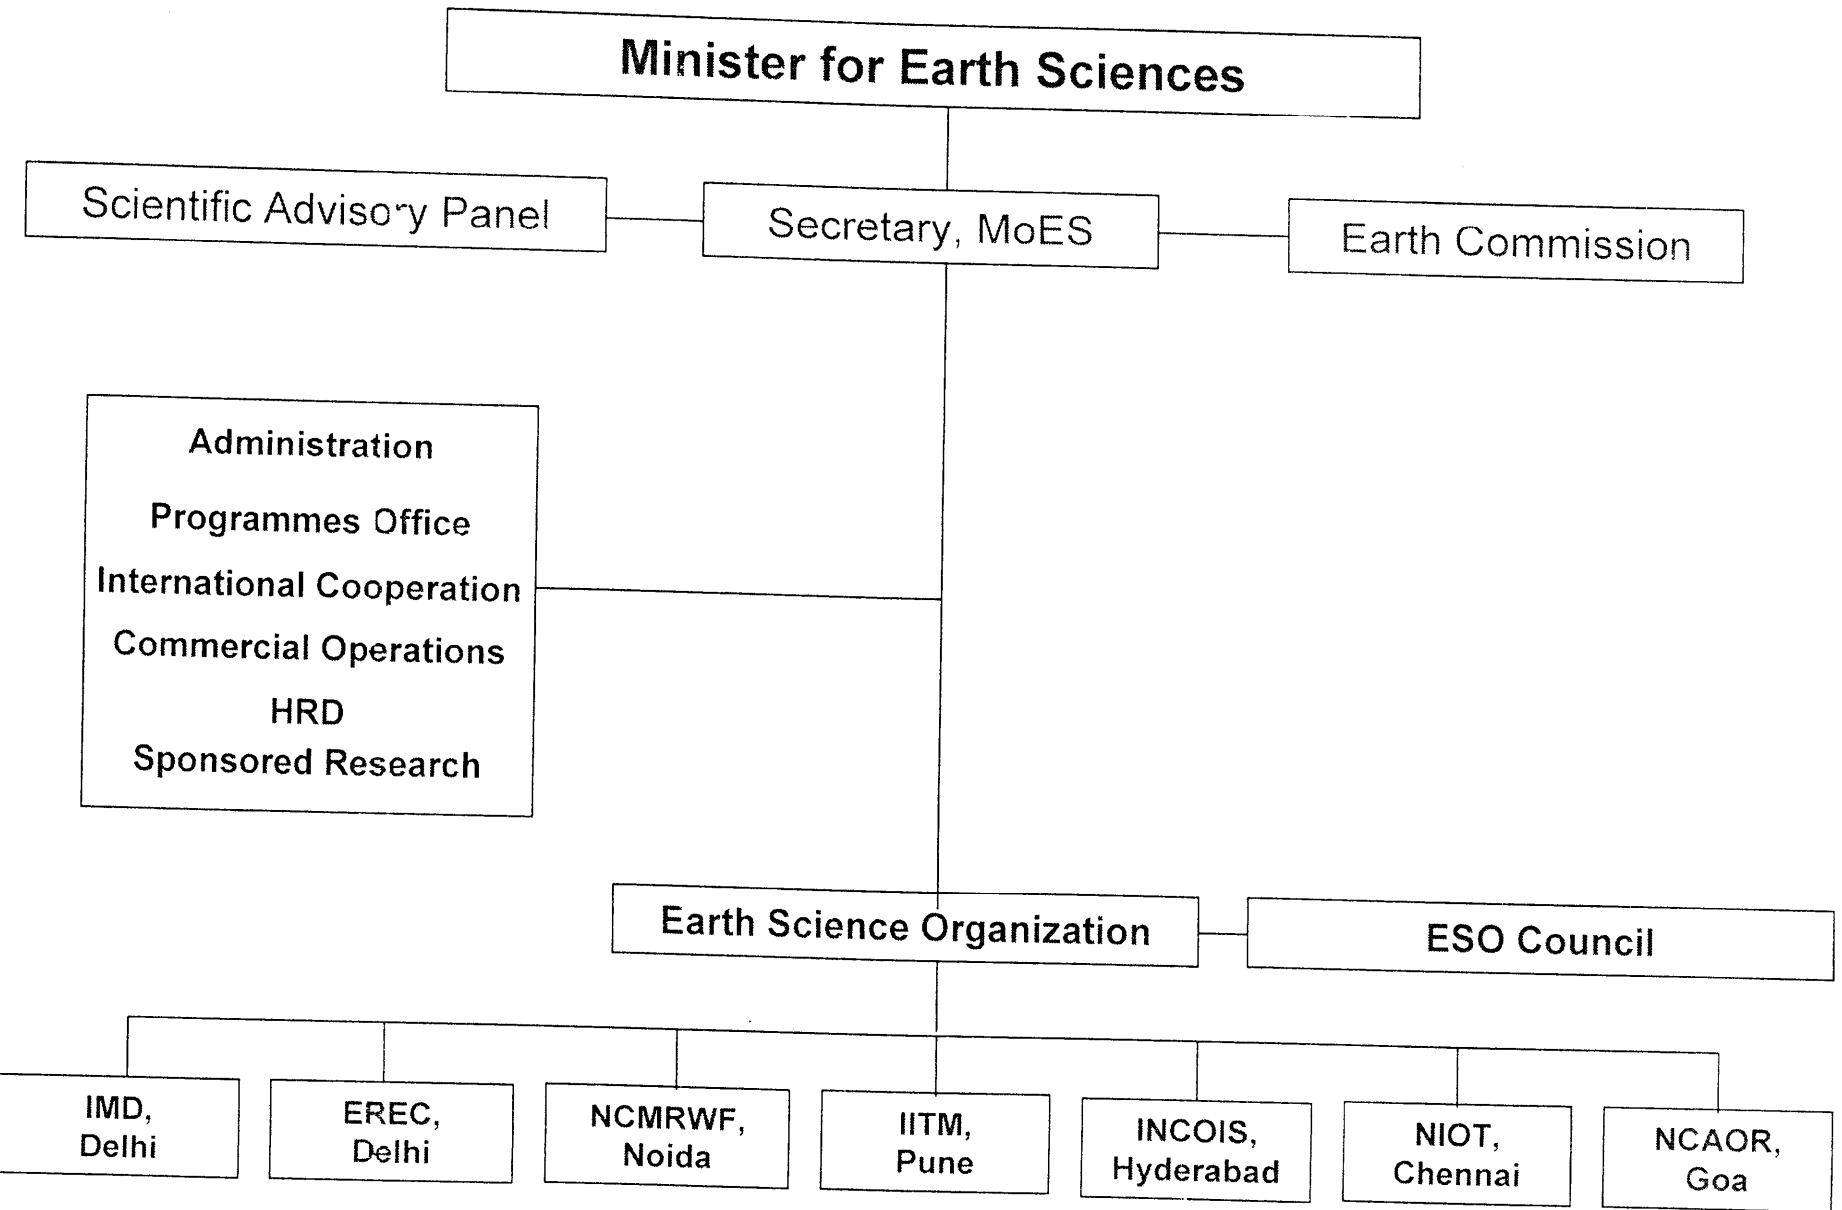 Minister for Earth Sciences
Scientific Advisory Panel
Secretary, MoES
Earth Commission
Administration
Programmes Office
International Cooperation
Commercial Operations
HRD
Sponsored Research
Earth Science Organization
ESO Council
IMD,
Delhi
EREC,
Delhi
NCMRWF,
Noida
IITM,
Pune
INCOIS,
Hyderabad
NIOT,
Chennai
NCAOR,
Goa